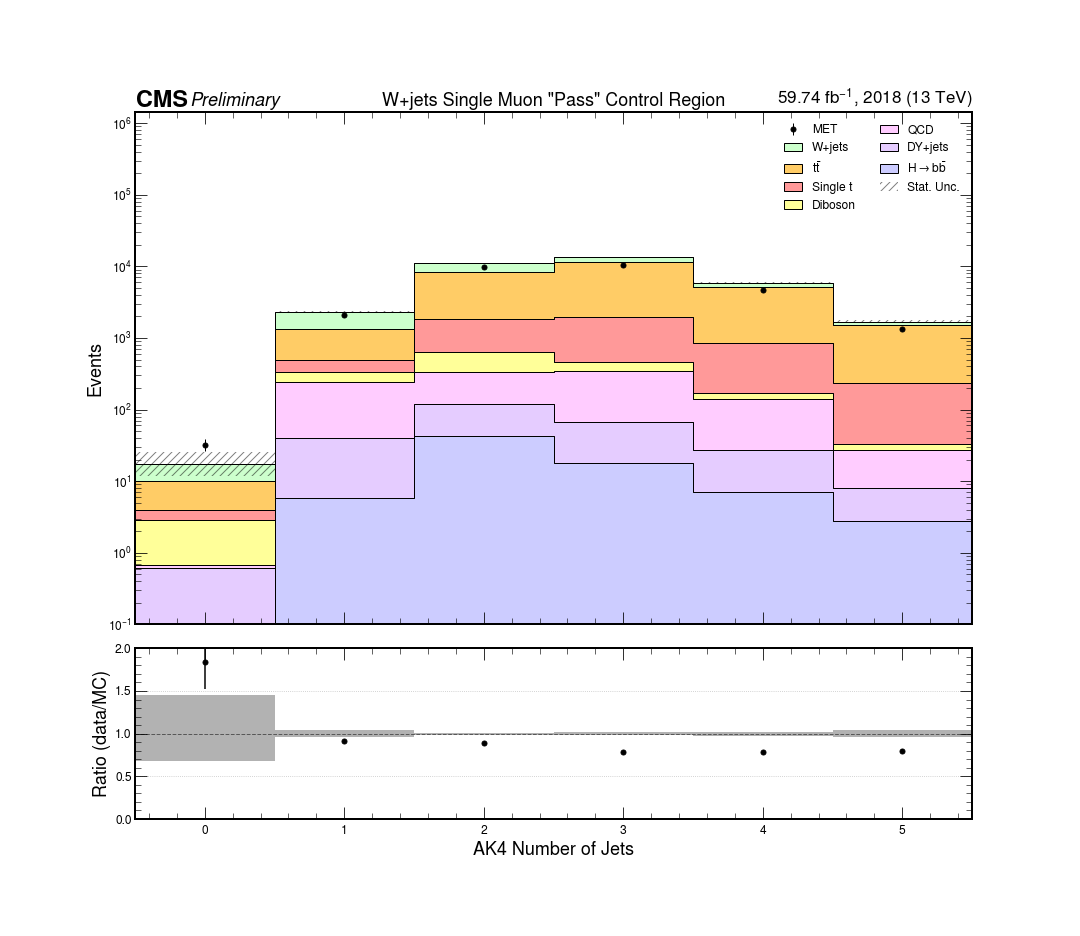 CMS Preliminary W+jets Single Muon "Pass" Control Region 59.74 fb⁻¹, 2018 (13 TeV)
MET
W+jets
tt̄
Single t
Diboson
QCD
DY+jets
H→bb̄
Stat. Unc.
10⁶
10⁵
10⁴
10³
10²
10¹
10⁰
10⁻¹
Events
2.0
1.5
1.0
0.5
0.0
Ratio (data/MC)
0 1 2 3 4 5
AK4 Number of Jets